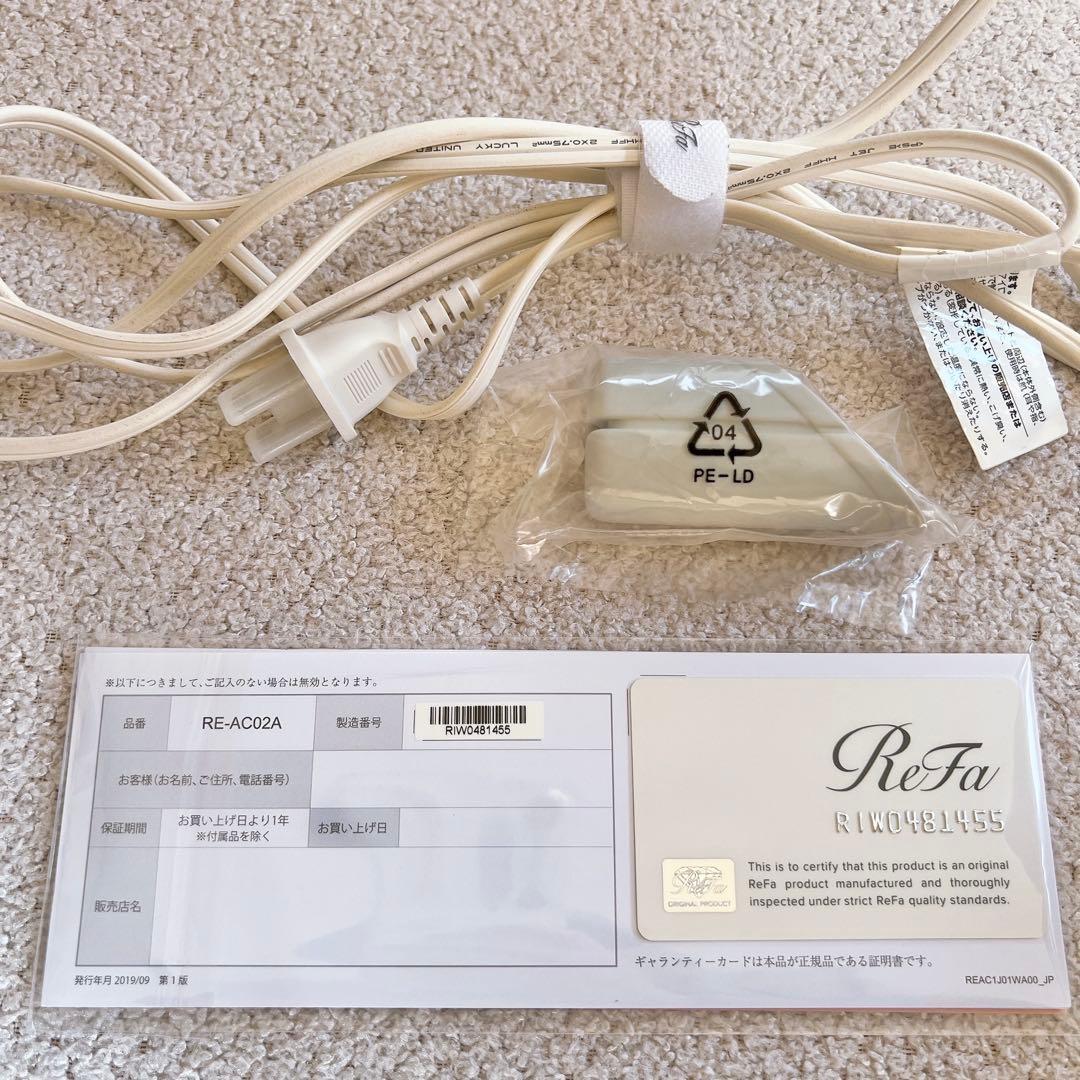 ReFa
2X0.75mm² LUCKY UNITED
<PS>E JET HHFF 2X0.75mm²
04
PE-LD
※以下につきまして、ご記入のない場合は無効となります。
品番 RE-AC02A 製造番号 RIW0481455
お客様(お名前、ご住所、電話番号)
保証期間 お買い上げ日より1年 お買い上げ日
※付属品を除く
販売店名
発行年月 2019/09 第1版
ReFa
RIW0481455
ReFa
ORIGINAL PRODUCT
This is to certify that this product is an original
ReFa product manufactured and thoroughly
inspected under strict ReFa quality standards.
ギャランティーカードは本品が正規品である証明書です。
REAC1J01WA00_JP